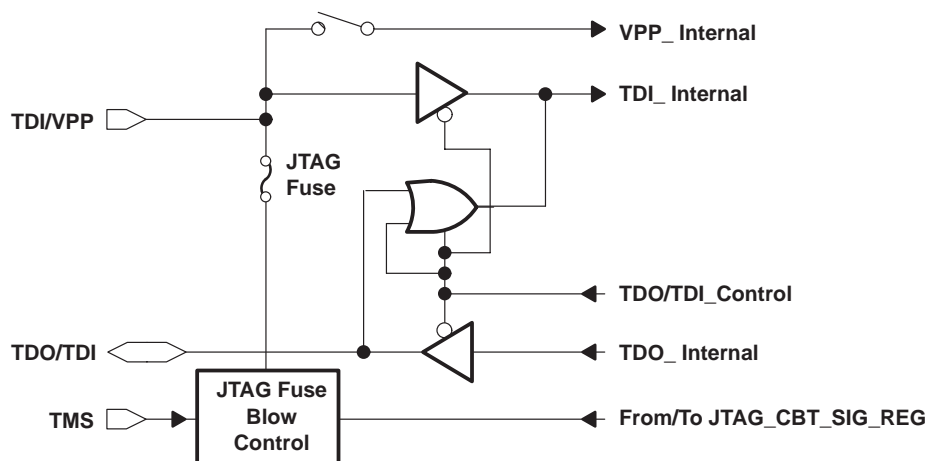 VPP_ Internal
TDI_ Internal
TDI/VPP
JTAG
Fuse
TDO/TDI_Control
TDO/TDI
TDO_ Internal
JTAG Fuse
Blow
Control
TMS
From/To JTAG_CBT_SIG_REG